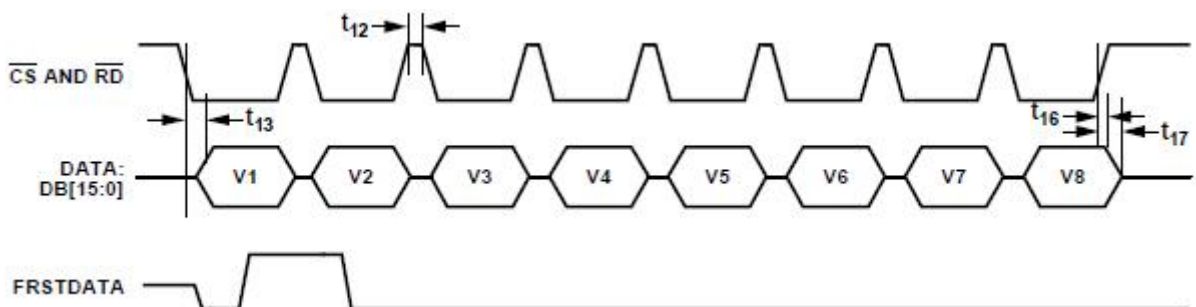 t12
CS AND RD
t13
t16
t17
DATA:
DB[15:0]
V1 V2 V3 V4 V5 V6 V7 V8
FRSTDATA